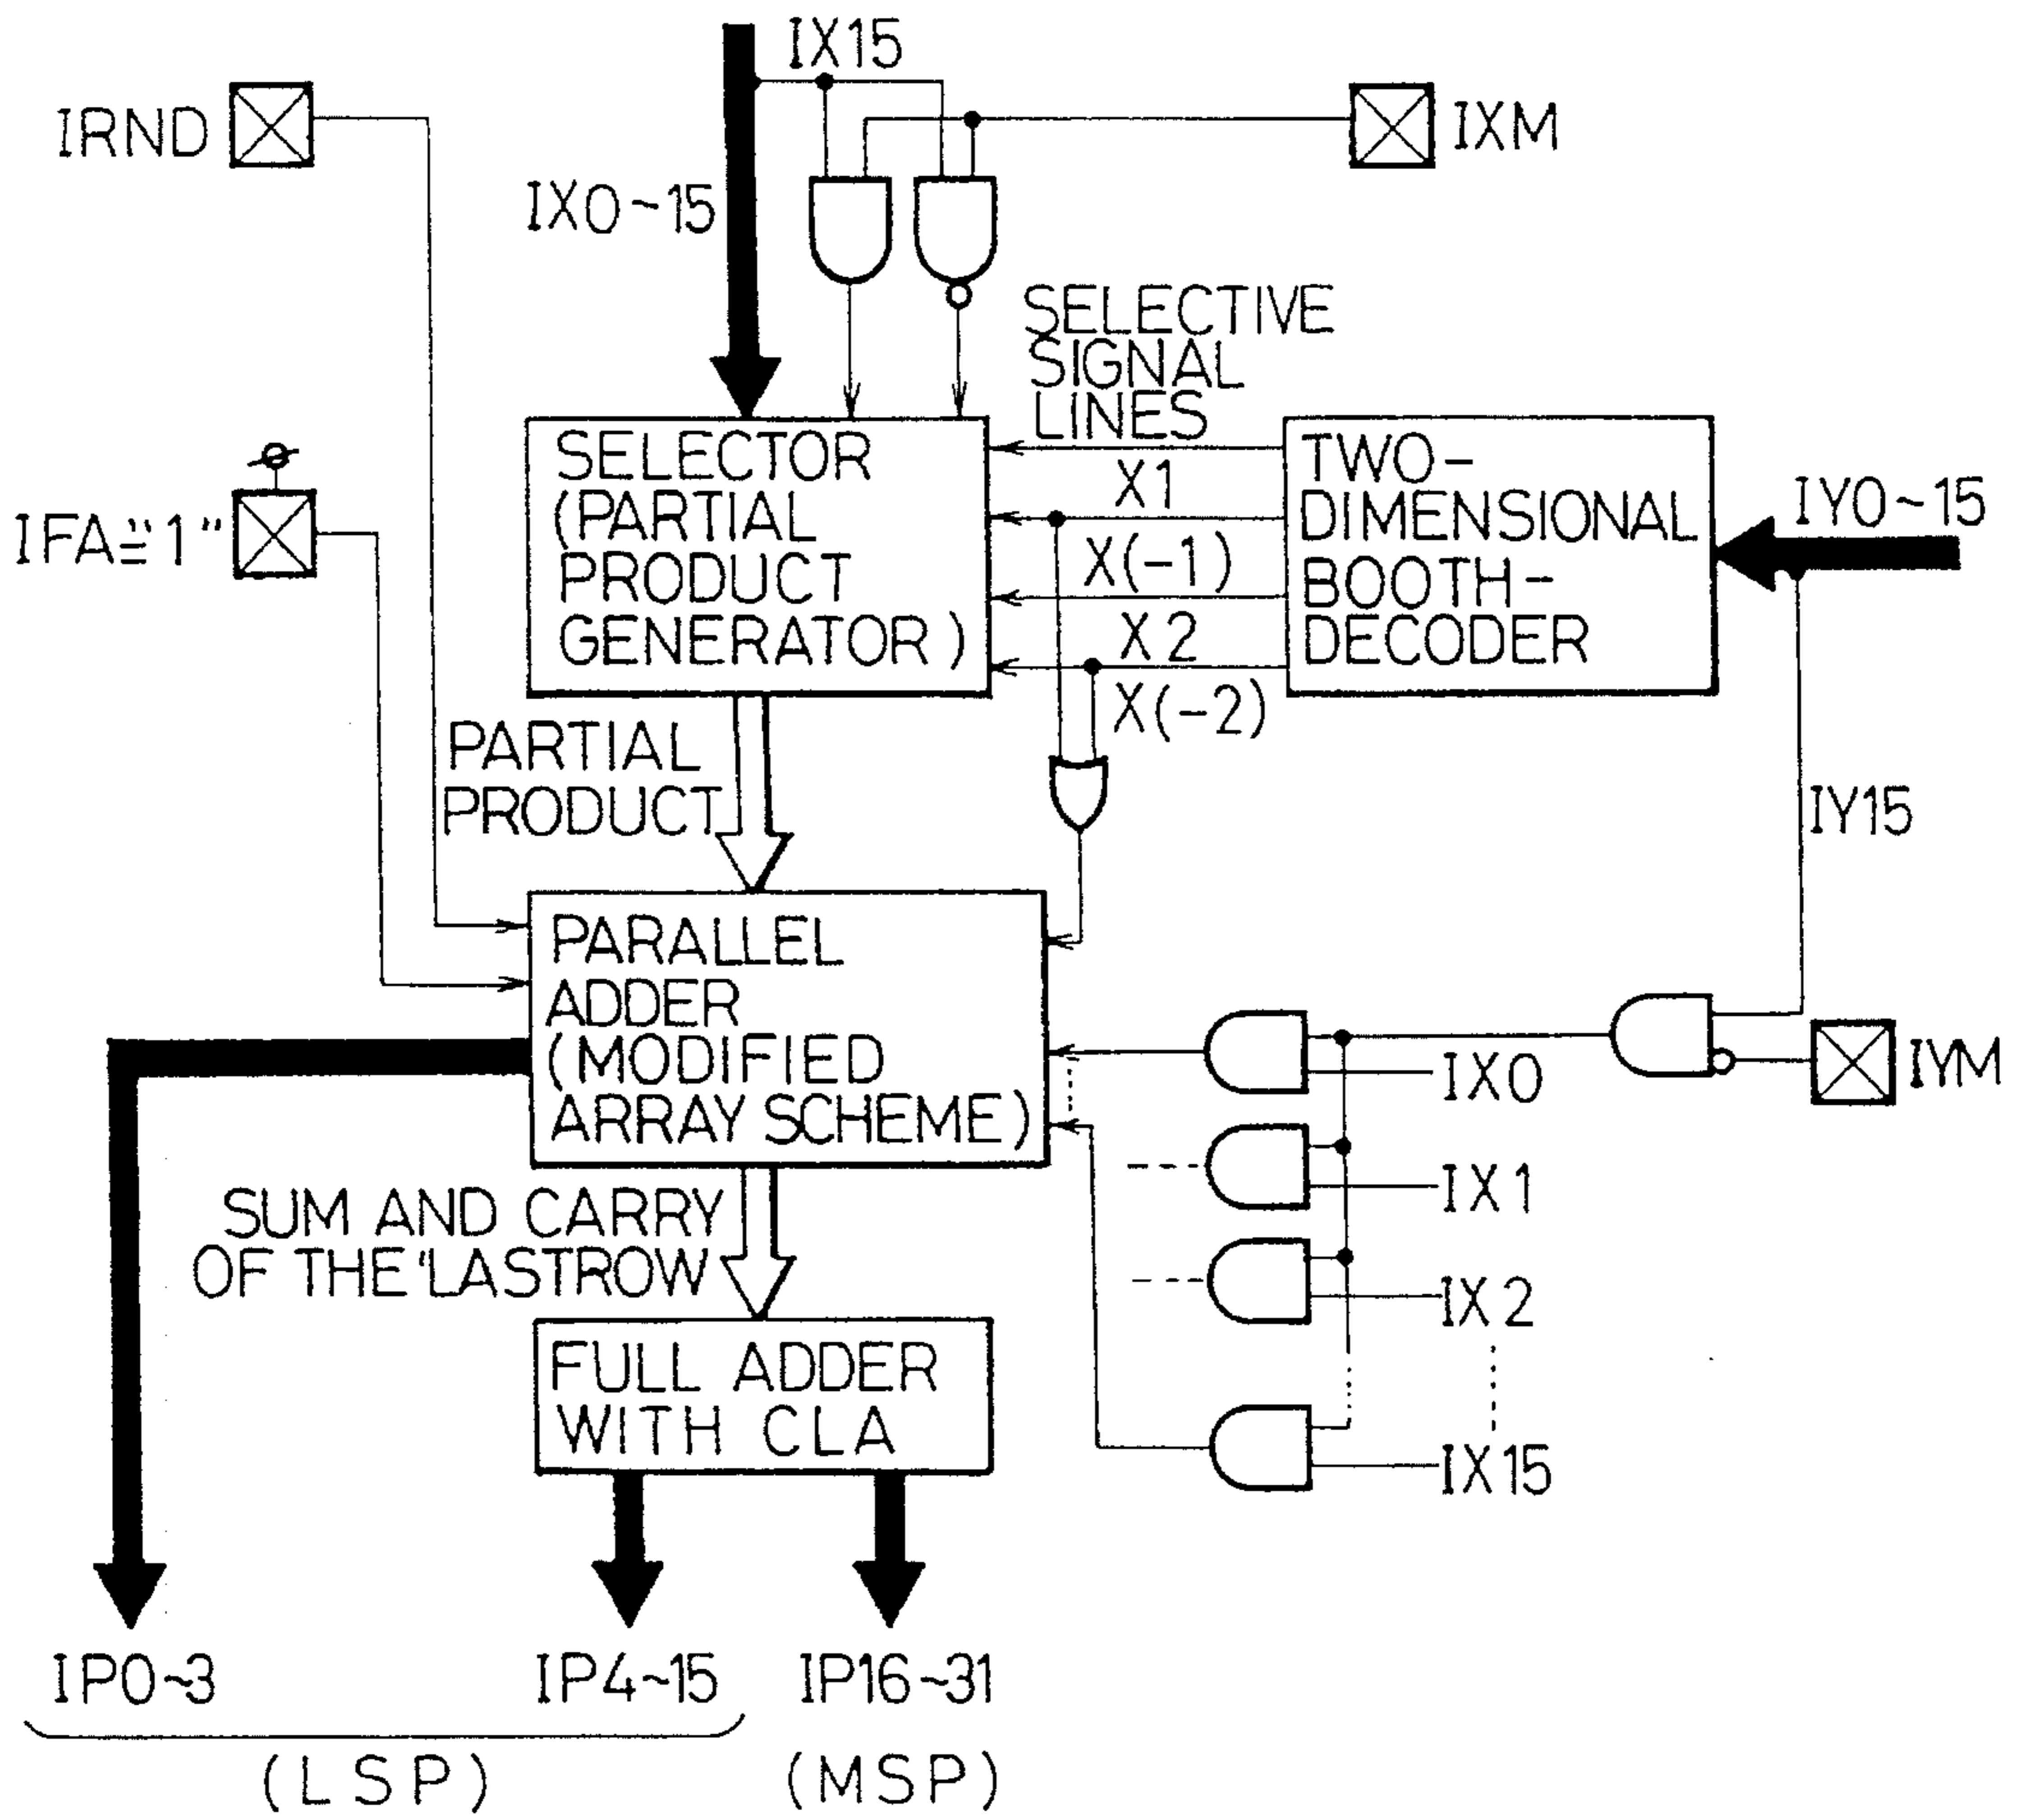 IX15
IRND
IXM
IX0~15
SELECTIVE
SIGNAL
LINES
SELECTOR
(PARTIAL
PRODUCT
GENERATOR)
X1
X(-1)
X2
X(-2)
TWO-
DIMENSIONAL
BOOTH-
DECODER
IY0~15
IFA≡"1"
PARTIAL
PRODUCT
IY15
PARALLEL
ADDER
(MODIFIED
ARRAY SCHEME)
IX0
IYM
IX1
IX2
IX15
SUM AND CARRY
OF THE 'LASTROW
FULL ADDER
WITH CLA
IP0~3
IP4~15
IP16~31
(LSP)
(MSP)